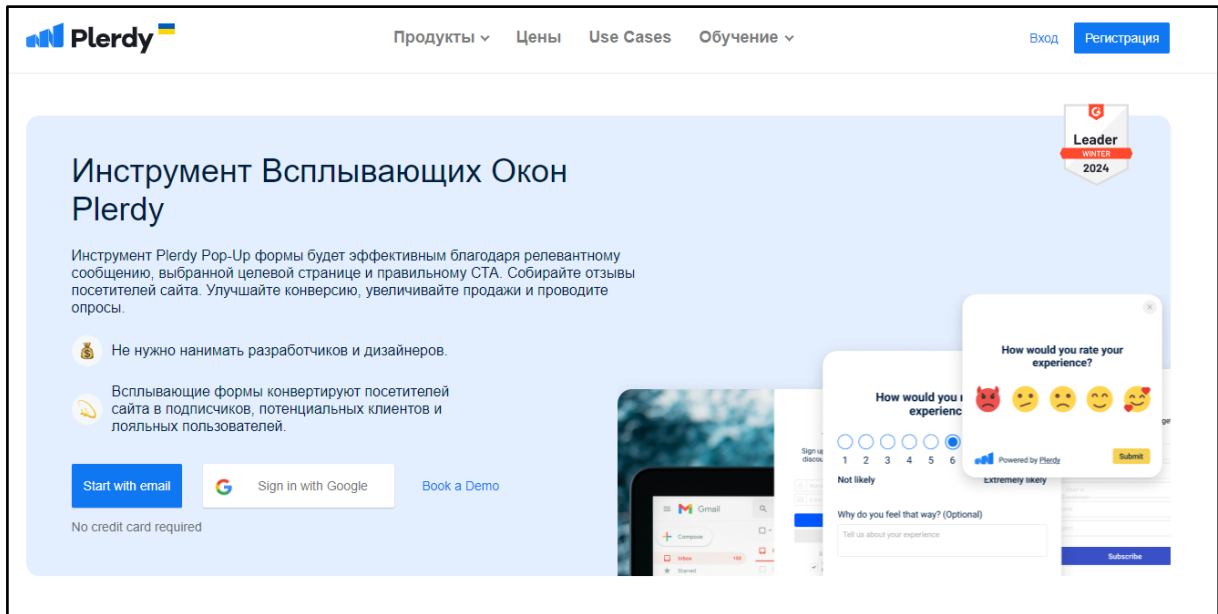 Plerdy
Продукты
Цены
Use Cases
Обучение
Вход
Регистрация
Leader
WINTER
2024
Инструмент Всплывающих Окон
Plerdy
Инструмент Plerdy Pop-Up формы будет эффективным благодаря релевантному
сообщению, выбранной целевой странице и правильному CTA. Собирайте отзывы
посетителей сайта. Улучшайте конверсию, увеличивайте продажи и проводите
опросы.
Не нужно нанимать разработчиков и дизайнеров.
Всплывающие формы конвертируют посетителей
сайта в подписчиков, потенциальных клиентов и
лояльных пользователей.
Start with email
Sign in with Google
Book a Demo
No credit card required
How would you rate your
experience?
Powered by Plerdy
Submit
How would you
experienc
1 2 3 4 5 6
Not likely
Extremely likely
Why do you feel that way? (Optional)
Tell us about your experience
Sign up
discou
Gmail
Compose
Inbox
Starred
Subscribe